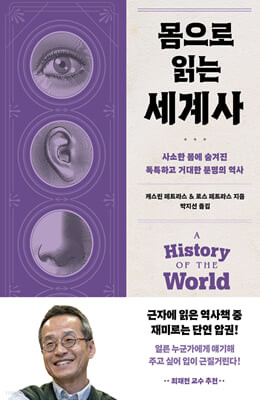 몸으로
읽는
세계사
사소한 몸에 숨겨진
독특하고 거대한 문명의 역사
캐스린 페트라스 & 로스 페트라스 지음
박지선 옮김
A
History
OF THE
World
근자에 읽은 역사책 중
재미로는 단연 압권!
얼른 누군가에게 얘기해
주고 싶어 입이 근질거린다!
•• 최재천 교수 추천 ••